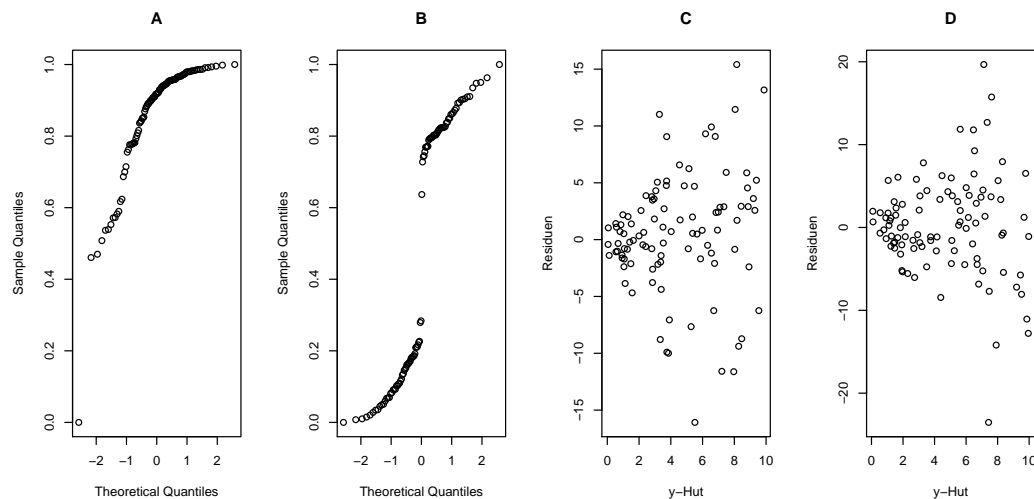 A
Sample Quantiles
0.0 0.2 0.4 0.6 0.8 1.0
−2 −1 0 1 2
Theoretical Quantiles
B
Sample Quantiles
0.0 0.2 0.4 0.6 0.8 1.0
−2 −1 0 1 2
Theoretical Quantiles
C
Residuen
−15 −10 −5 0 5 10 15
0 2 4 6 8 10
y−Hut
D
Residuen
−20 −10 0 10 20
0 2 4 6 8 10
y−Hut